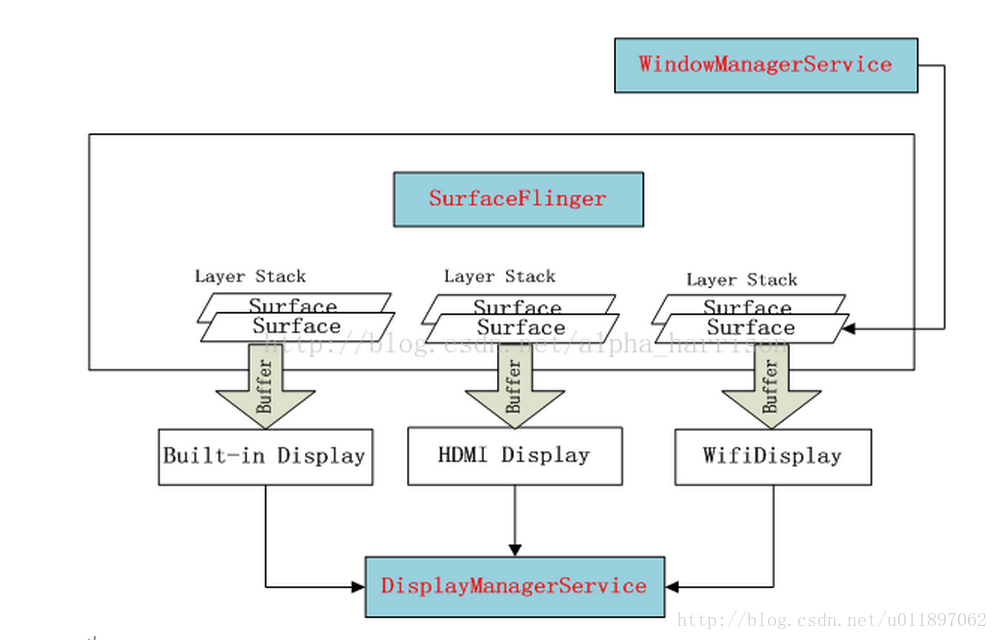 WindowManagerService
SurfaceFlinger
Layer Stack
Layer Stack
Layer Stack
Surface
Surface
Surface
Surface
Surface
Surface
http://blog.csdn.net/alpha_harrison
Buffer
Buffer
Buffer
Built-in Display
HDMI Display
WifiDisplay
DisplayManagerService
http://blog.csdn.net/u011897062